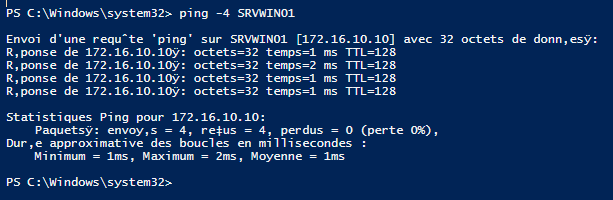 PS C:\Windows\system32> ping -4 SRVWIN01
Envoi d'une requˆte 'ping' sur SRVWIN01 [172.16.10.10] avec 32 octets de donn‚esÿ:
R‚ponse de 172.16.10.10ÿ: octets=32 temps=1 ms TTL=128
R‚ponse de 172.16.10.10ÿ: octets=32 temps=2 ms TTL=128
R‚ponse de 172.16.10.10ÿ: octets=32 temps=1 ms TTL=128
R‚ponse de 172.16.10.10ÿ: octets=32 temps=1 ms TTL=128
Statistiques Ping pour 172.16.10.10:
Paquetsÿ: envoy‚s = 4, re‡us = 4, perdus = 0 (perte 0%),
Dur‚e approximative des boucles en millisecondes :
Minimum = 1ms, Maximum = 2ms, Moyenne = 1ms
PS C:\Windows\system32>